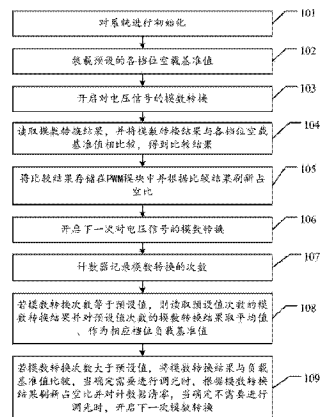 对系统进行初始化
101
装载预设的各档位空载基准值
102
开启对电压信号的模数转换
103
读取模数转换结果,并将模数转换结果与各档位空载
基准值相比较,得到比较结果
104
将比较结果存储在PWM模块中并根据比较结果刷新占
空比
105
开启下一次对电压信号的模数转换
106
计数器记录模数转换的次数
107
若模数转换次数等于预设值,则读取预设值次数的模
数转换结果并对预设值次数的模数转换结果取平均值
、作为相应档位负载基准值
108
若模数转换次数大于预设值,将模数转换结果与负载
基准值比较,当确定需要进行调光时,根据模数转换结
果刷新占空比并对计数器清零,当确定不需要进行
调光时,开启下一次模数转换
109